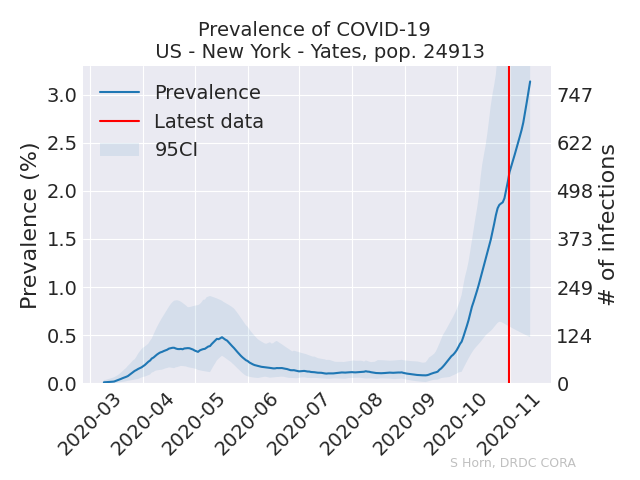 Prevalence of COVID-19
US - New York - Yates, pop. 24913
Prevalence
Latest data
95CI
Prevalence (%)
3.0
2.5
2.0
1.5
1.0
0.5
0.0
747
622
498
373
249
124
0
# of infections
2020-03
2020-04
2020-05
2020-06
2020-07
2020-08
2020-09
2020-10
2020-11
S Horn, DRDC CORA